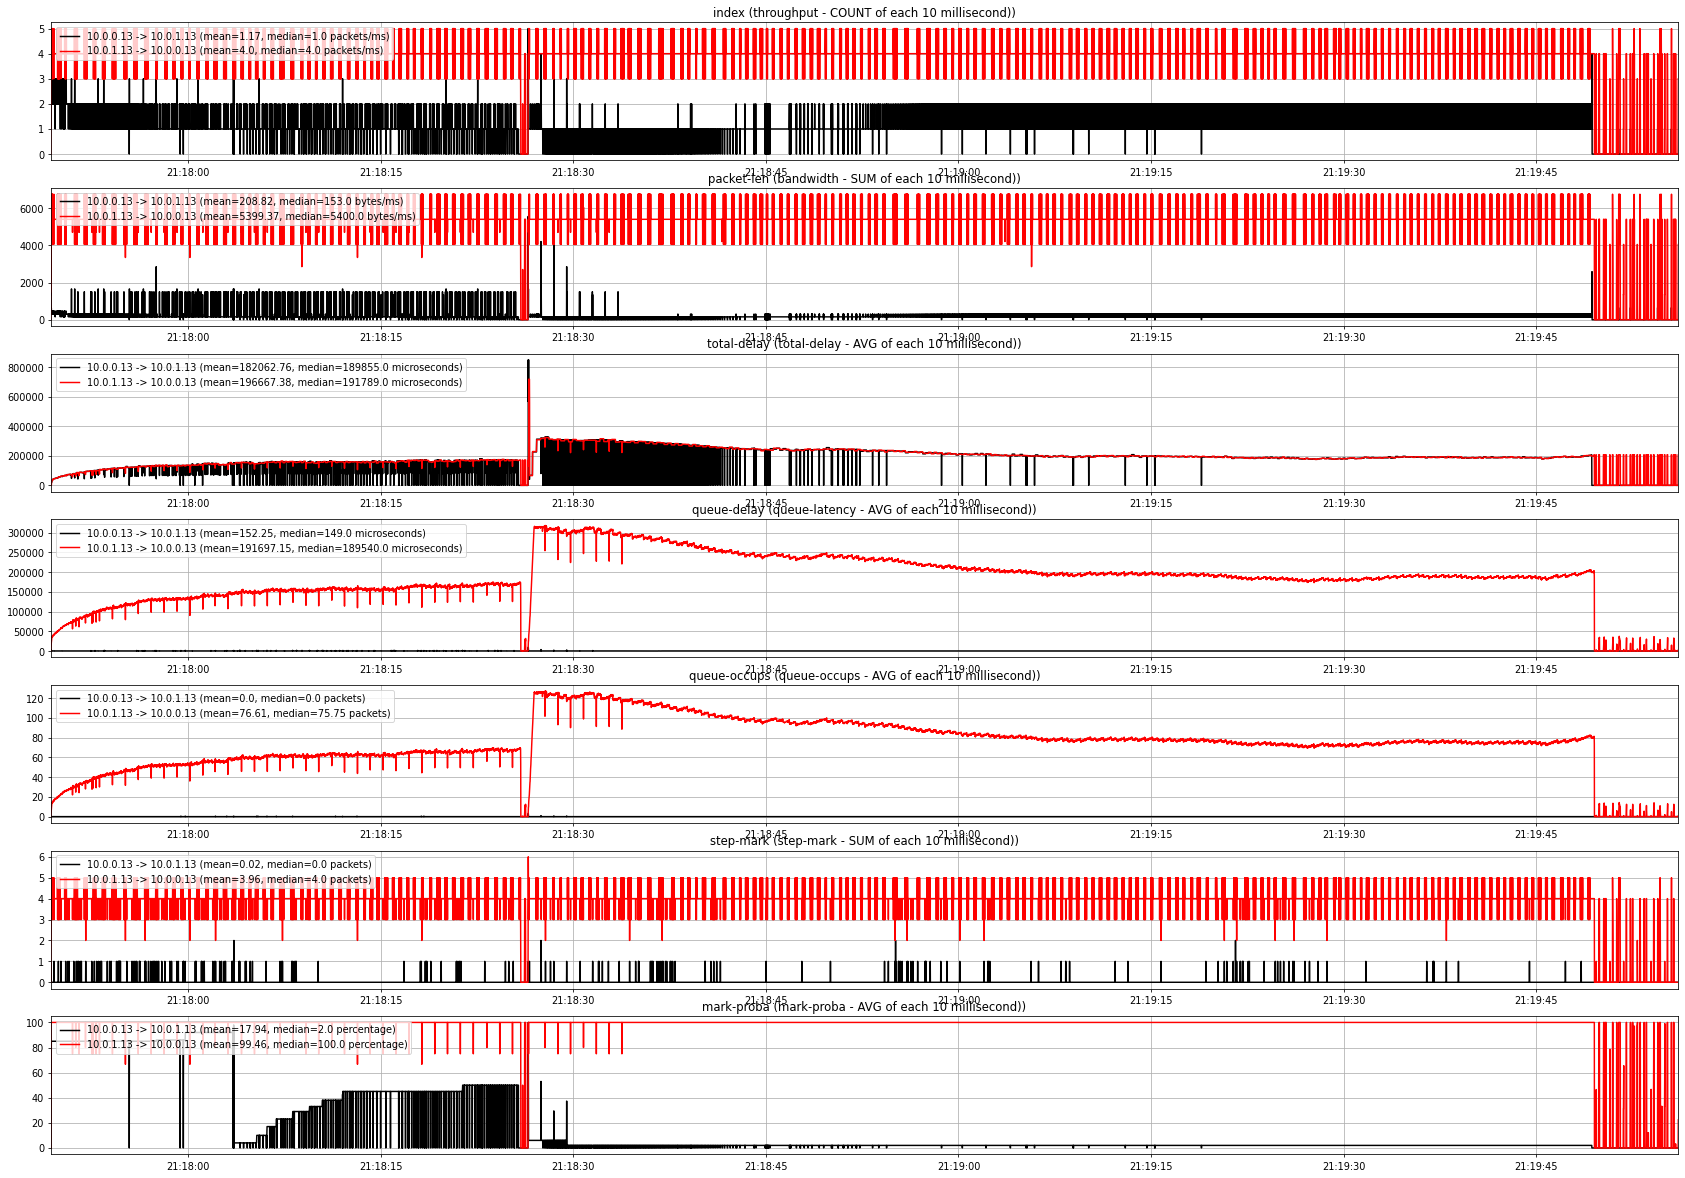 index (throughput - COUNT of each 10 millisecond))
10.0.0.13 -> 10.0.1.13 (mean=1.17, median=1.0 packets/ms)
10.0.1.13 -> 10.0.0.13 (mean=4.0, median=4.0 packets/ms)
5
4
3
2
1
0
21:18:00 21:18:15 21:18:30 21:18:45 21:19:00 21:19:15 21:19:30 21:19:45
packet-len (bandwidth - SUM of each 10 millisecond))
10.0.0.13 -> 10.0.1.13 (mean=208.82, median=153.0 bytes/ms)
10.0.1.13 -> 10.0.0.13 (mean=5399.37, median=5400.0 bytes/ms)
6000
4000
2000
0
21:18:00 21:18:15 21:18:30 21:18:45 21:19:00 21:19:15 21:19:30 21:19:45
total-delay (total-delay - AVG of each 10 millisecond))
10.0.0.13 -> 10.0.1.13 (mean=182062.76, median=189855.0 microseconds)
10.0.1.13 -> 10.0.0.13 (mean=196667.38, median=191789.0 microseconds)
800000
600000
400000
200000
0
21:18:00 21:18:15 21:18:30 21:18:45 21:19:00 21:19:15 21:19:30 21:19:45
queue-delay (queue-latency - AVG of each 10 millisecond))
10.0.0.13 -> 10.0.1.13 (mean=152.25, median=149.0 microseconds)
10.0.1.13 -> 10.0.0.13 (mean=191697.15, median=189540.0 microseconds)
300000
250000
200000
150000
100000
50000
0
21:18:00 21:18:15 21:18:30 21:18:45 21:19:00 21:19:15 21:19:30 21:19:45
queue-occups (queue-occups - AVG of each 10 millisecond))
10.0.0.13 -> 10.0.1.13 (mean=0.0, median=0.0 packets)
10.0.1.13 -> 10.0.0.13 (mean=76.61, median=75.75 packets)
120
100
80
60
40
20
0
21:18:00 21:18:15 21:18:30 21:18:45 21:19:00 21:19:15 21:19:30 21:19:45
step-mark (step-mark - SUM of each 10 millisecond))
10.0.0.13 -> 10.0.1.13 (mean=0.02, median=0.0 packets)
10.0.1.13 -> 10.0.0.13 (mean=3.96, median=4.0 packets)
6
5
4
3
2
1
0
21:18:00 21:18:15 21:18:30 21:18:45 21:19:00 21:19:15 21:19:30 21:19:45
mark-proba (mark-proba - AVG of each 10 millisecond))
10.0.0.13 -> 10.0.1.13 (mean=17.94, median=2.0 percentage)
10.0.1.13 -> 10.0.0.13 (mean=99.46, median=100.0 percentage)
100
80
60
40
20
0
21:18:00 21:18:15 21:18:30 21:18:45 21:19:00 21:19:15 21:19:30 21:19:45